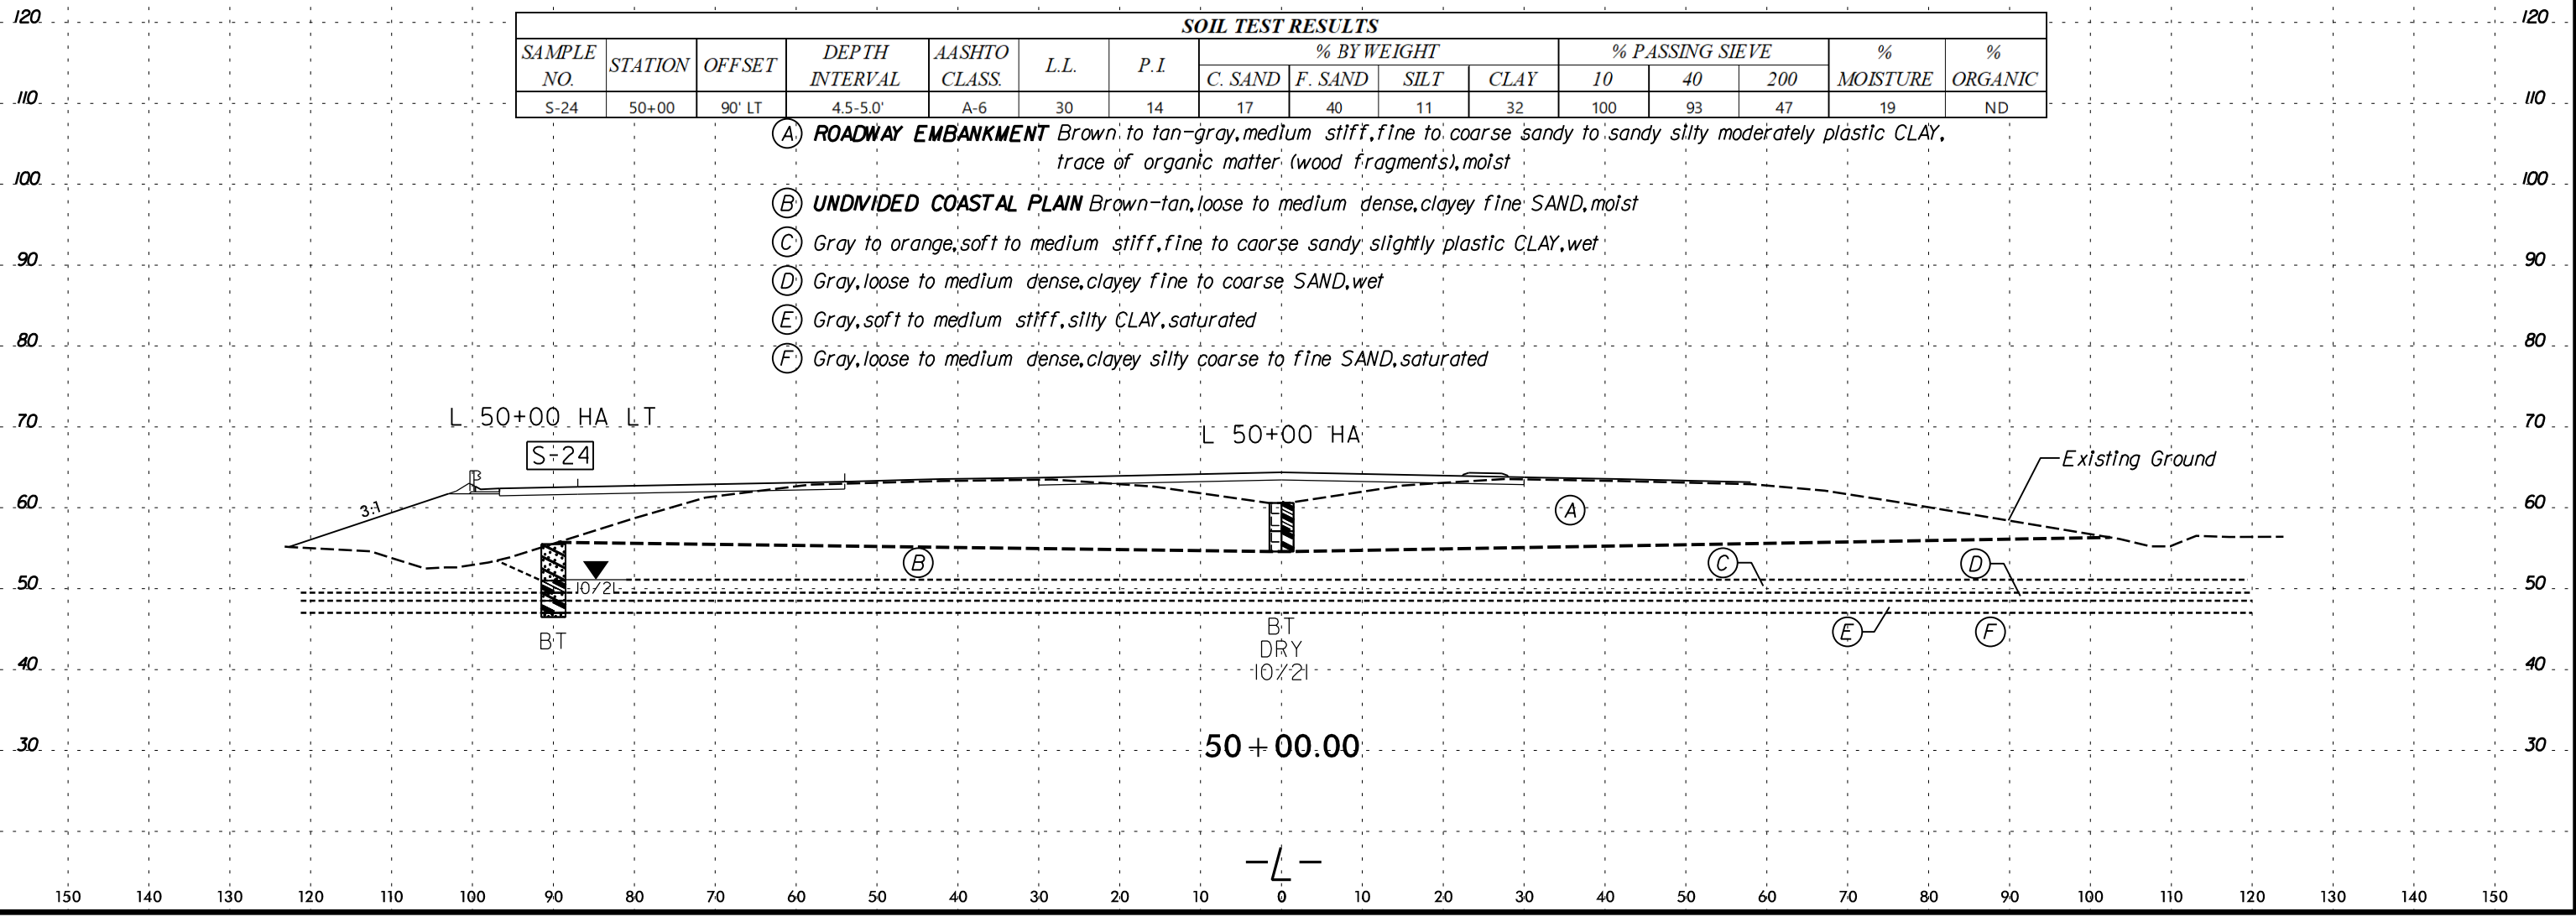 SOIL TEST RESULTS
SAMPLE NO. STATION OFFSET DEPTH INTERVAL AASHTO CLASS. L.L. P.I. % BY WEIGHT % PASSING SIEVE % MOISTURE % ORGANIC
C. SAND F. SAND SILT CLAY 10 40 200
S-24 50+00 90' LT 4.5-5.0' A-6 30 14 17 40 11 32 100 93 47 19 ND
120 120
110 110
A ROADWAY EMBANKMENT Brown to tan-gray, medium stiff, fine to coarse sandy to sandy silty moderately plastic CLAY,
trace of organic matter (wood fragments), moist
100 100
B UNDIVIDED COASTAL PLAIN Brown-tan, loose to medium dense, clayey fine SAND, moist
C Gray to orange, soft to medium stiff, fine to caorse sandy slightly plastic CLAY, wet
90 90
D Gray, loose to medium dense, clayey fine to coarse SAND, wet
E Gray, soft to medium stiff, silty CLAY, saturated
80 80
F Gray, loose to medium dense, clayey silty coarse to fine SAND, saturated
70 70
L 50+00 HA LT
L 50+00 HA
S-24
Existing Ground
60 60
3:1
A
B
C
D
50 50
10/21
E
F
BT
BT
DRY
10/21
40 40
50+00.00
30 30
-L-
150 140 130 120 110 100 90 80 70 60 50 40 30 20 10 0 10 20 30 40 50 60 70 80 90 100 110 120 130 140 150